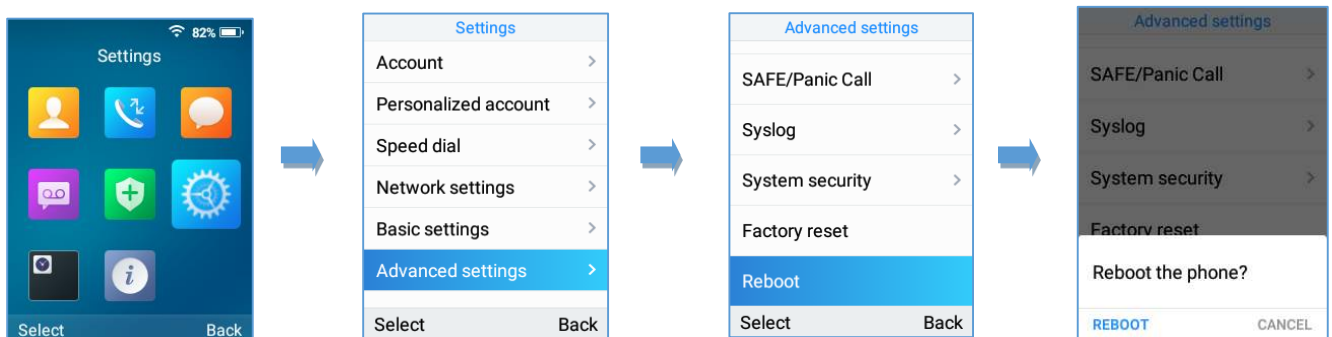 82%
Settings
i
Select Back
Settings
Account
Personalized account
Speed dial
Network settings
Basic settings
Advanced settings
Select Back
Advanced settings
SAFE/Panic Call
Syslog
System security
Factory reset
Reboot
Select Back
Advanced settings
SAFE/Panic Call
Syslog
System security
Factory reset
Reboot the phone?
REBOOT CANCEL